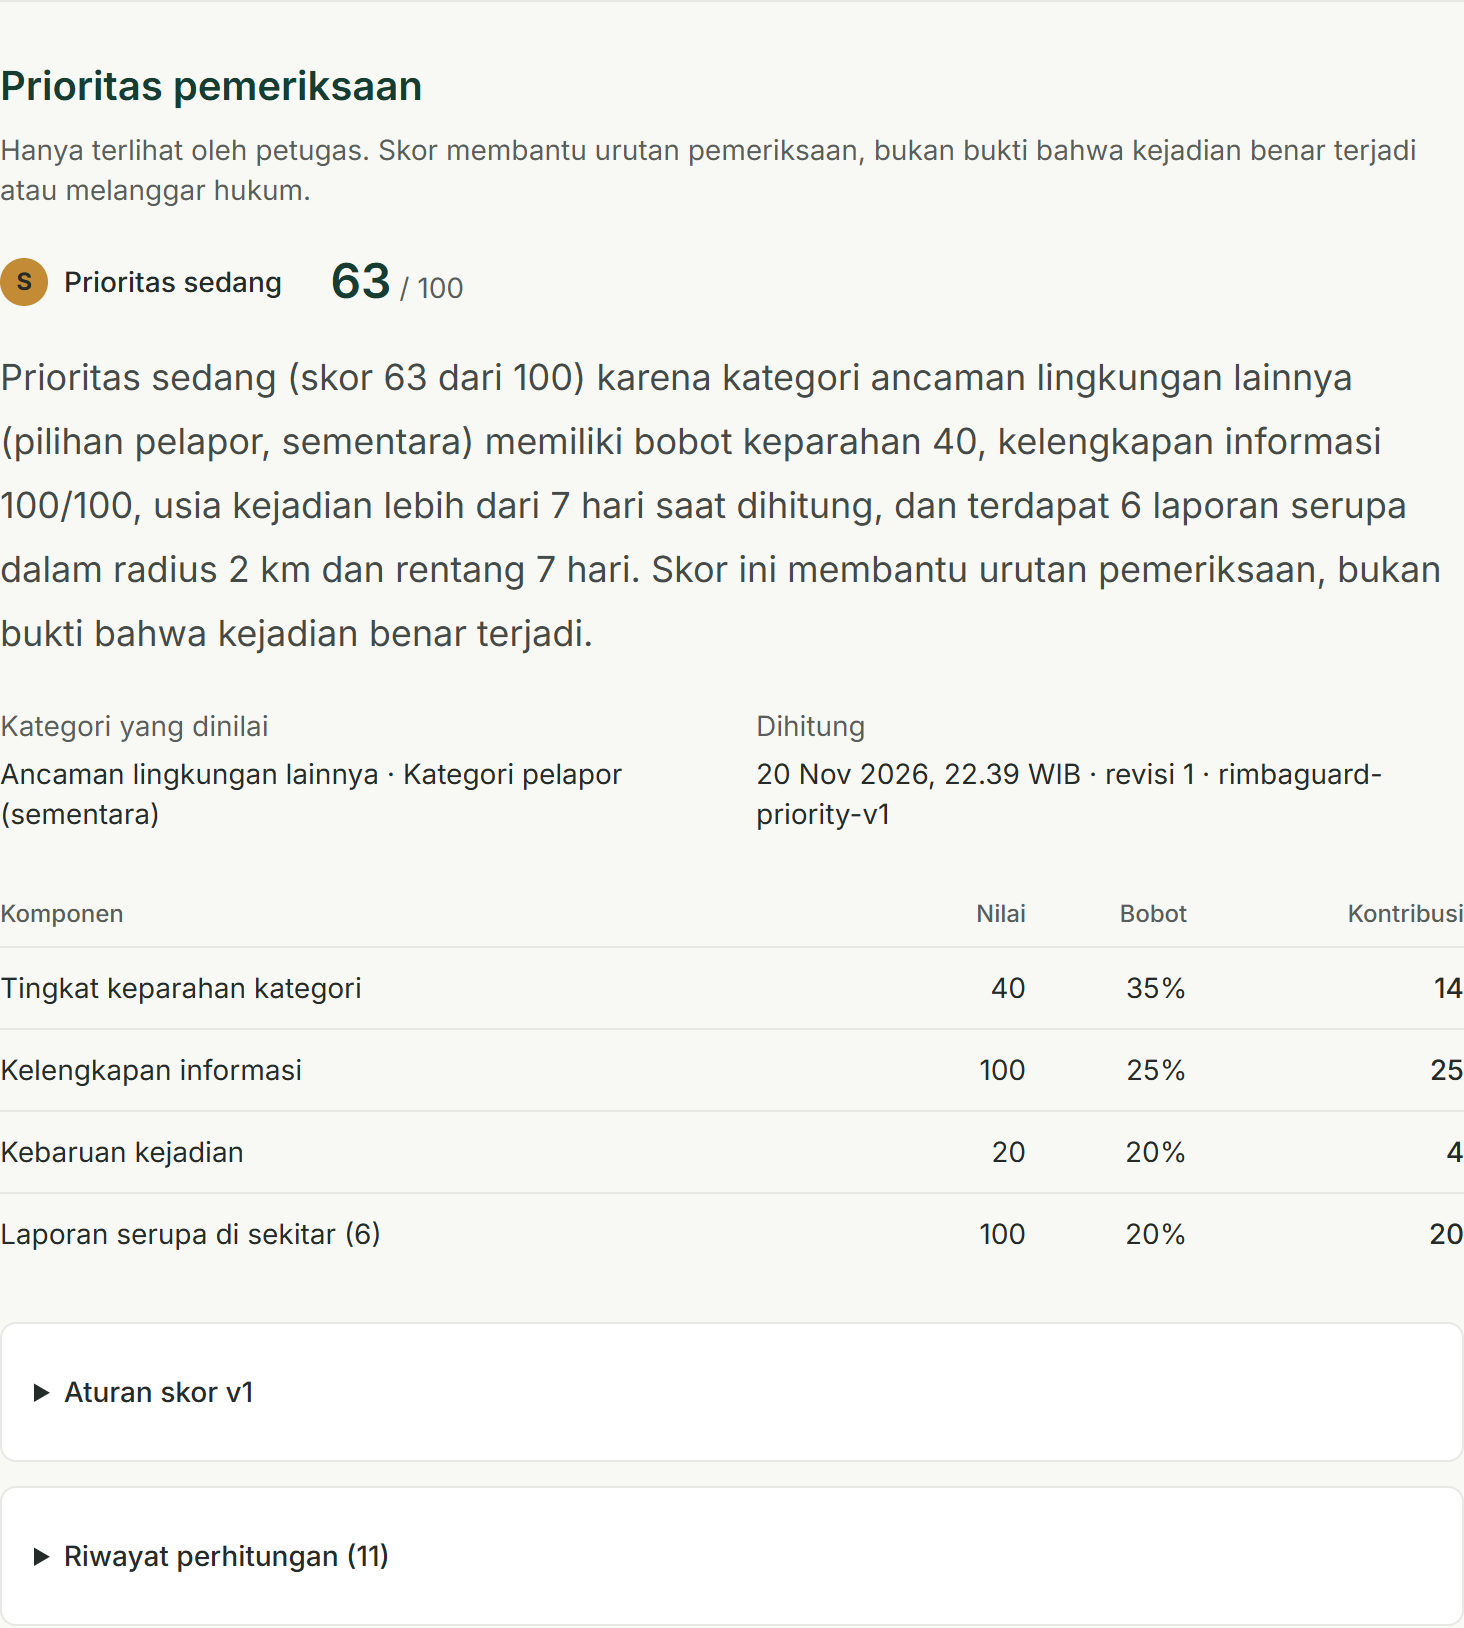 Prioritas pemeriksaan
Hanya terlihat oleh petugas. Skor membantu urutan pemeriksaan, bukan bukti bahwa kejadian benar terjadi
atau melanggar hukum.
S Prioritas sedang 63 / 100
Prioritas sedang (skor 63 dari 100) karena kategori ancaman lingkungan lainnya
(pilihan pelapor, sementara) memiliki bobot keparahan 40, kelengkapan informasi
100/100, usia kejadian lebih dari 7 hari saat dihitung, dan terdapat 6 laporan serupa
dalam radius 2 km dan rentang 7 hari. Skor ini membantu urutan pemeriksaan, bukan
bukti bahwa kejadian benar terjadi.
Kategori yang dinilai
Ancaman lingkungan lainnya · Kategori pelapor
(sementara)
Dihitung
20 Nov 2026, 22.39 WIB · revisi 1 · rimbaguard-
priority-v1
Komponen Nilai Bobot Kontribusi
Tingkat keparahan kategori 40 35% 14
Kelengkapan informasi 100 25% 25
Kebaruan kejadian 20 20% 4
Laporan serupa di sekitar (6) 100 20% 20
Aturan skor v1
Riwayat perhitungan (11)